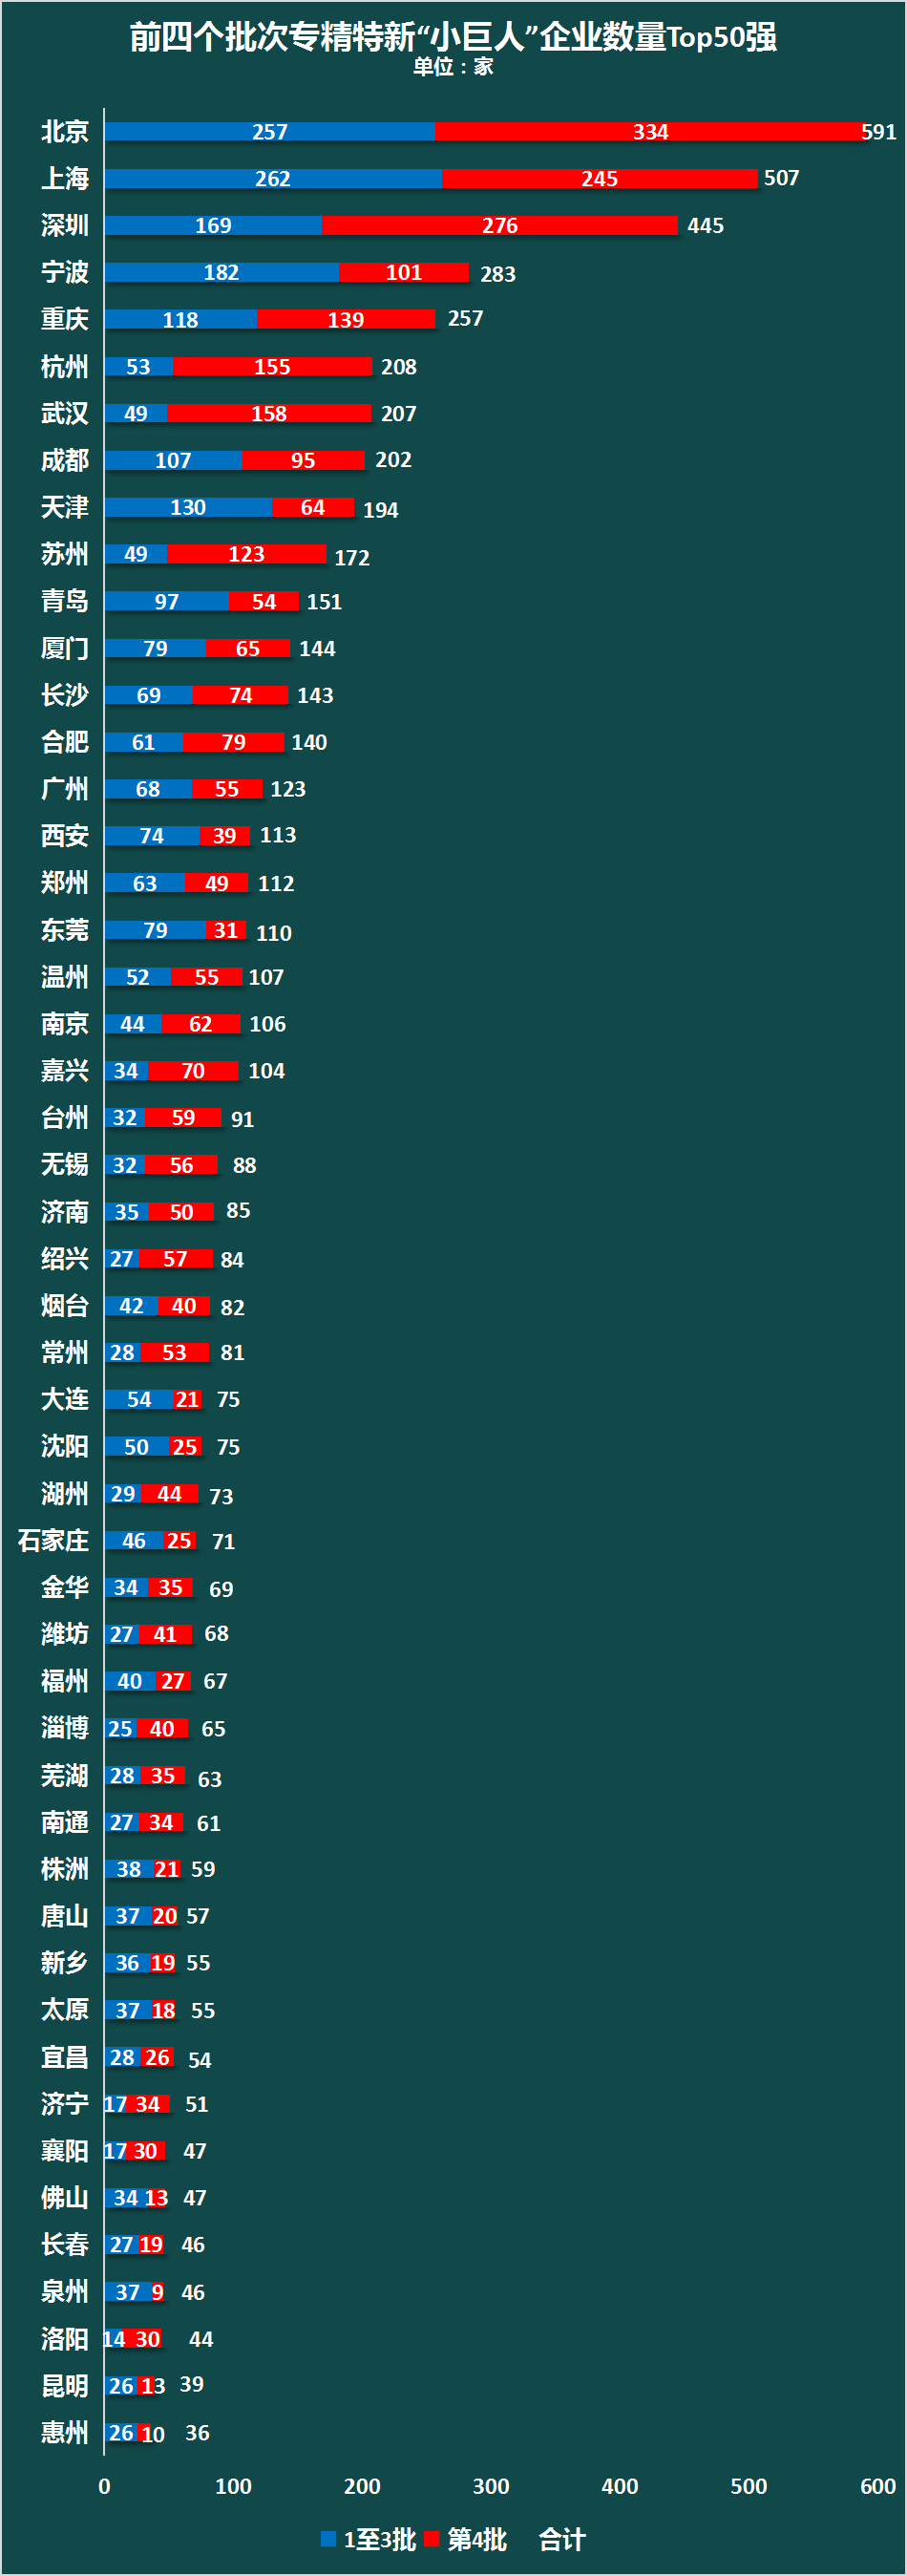 前四个批次专精特新“小巨人”企业数量Top50强
单位：家
北京 257 334 591
上海 262 245 507
深圳 169 276 445
宁波 182 101 283
重庆 118 139 257
杭州 53 155 208
武汉 49 158 207
成都 107 95 202
天津 130 64 194
苏州 49 123 172
青岛 97 54 151
厦门 79 65 144
长沙 69 74 143
合肥 61 79 140
广州 68 55 123
西安 74 39 113
郑州 63 49 112
东莞 79 31 110
温州 52 55 107
南京 44 62 106
嘉兴 34 70 104
台州 32 59 91
无锡 32 56 88
济南 35 50 85
绍兴 27 57 84
烟台 42 40 82
常州 28 53 81
大连 54 21 75
沈阳 50 25 75
湖州 29 44 73
石家庄 46 25 71
金华 34 35 69
潍坊 27 41 68
福州 40 27 67
淄博 25 40 65
芜湖 28 35 63
南通 27 34 61
株洲 38 21 59
唐山 37 20 57
新乡 36 19 55
太原 37 18 55
宜昌 28 26 54
济宁 17 34 51
襄阳 17 30 47
佛山 34 13 47
长春 27 19 46
泉州 37 9 46
洛阳 14 30 44
昆明 26 13 39
惠州 26 10 36
0 100 200 300 400 500 600
1至3批 第4批 合计